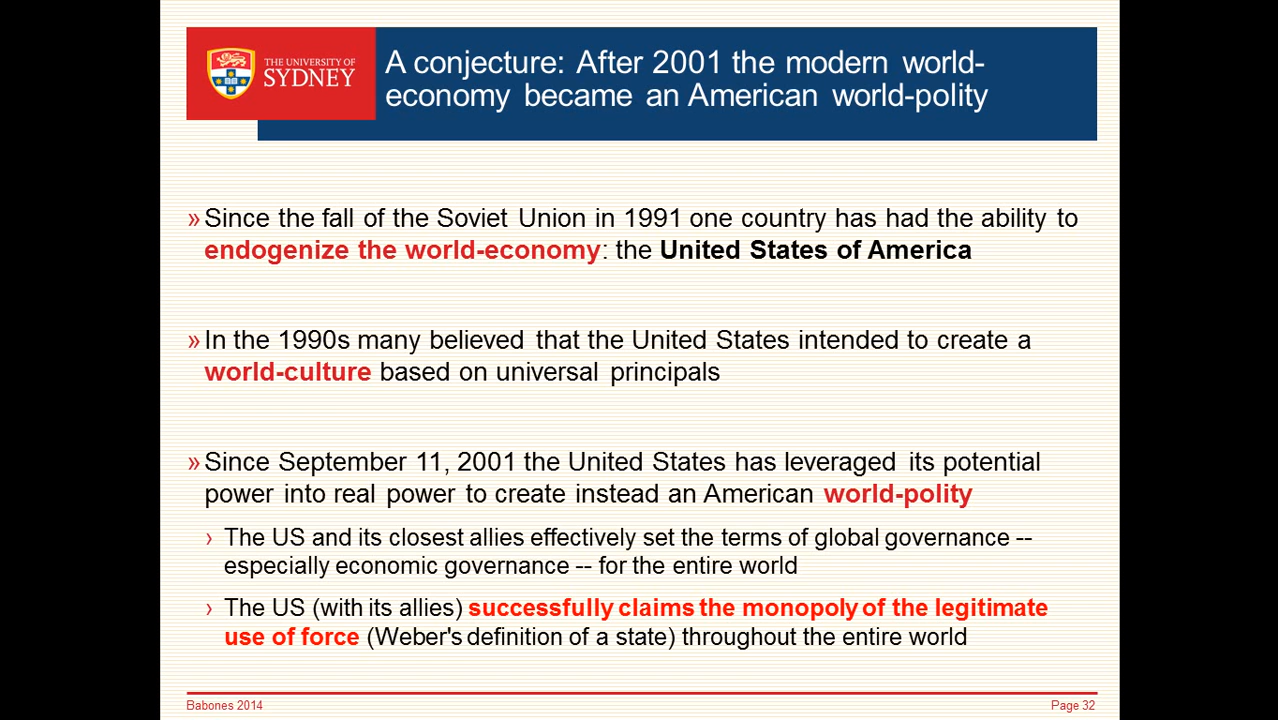 THE UNIVERSITY OF
SYDNEY
A conjecture: After 2001 the modern world-
economy became an American world-polity
» Since the fall of the Soviet Union in 1991 one country has had the ability to
endogenize the world-economy: the United States of America
» In the 1990s many believed that the United States intended to create a
world-culture based on universal principals
» Since September 11, 2001 the United States has leveraged its potential
power into real power to create instead an American world-polity
› The US and its closest allies effectively set the terms of global governance --
especially economic governance -- for the entire world
› The US (with its allies) successfully claims the monopoly of the legitimate
use of force (Weber's definition of a state) throughout the entire world
Babones 2014
Page 32